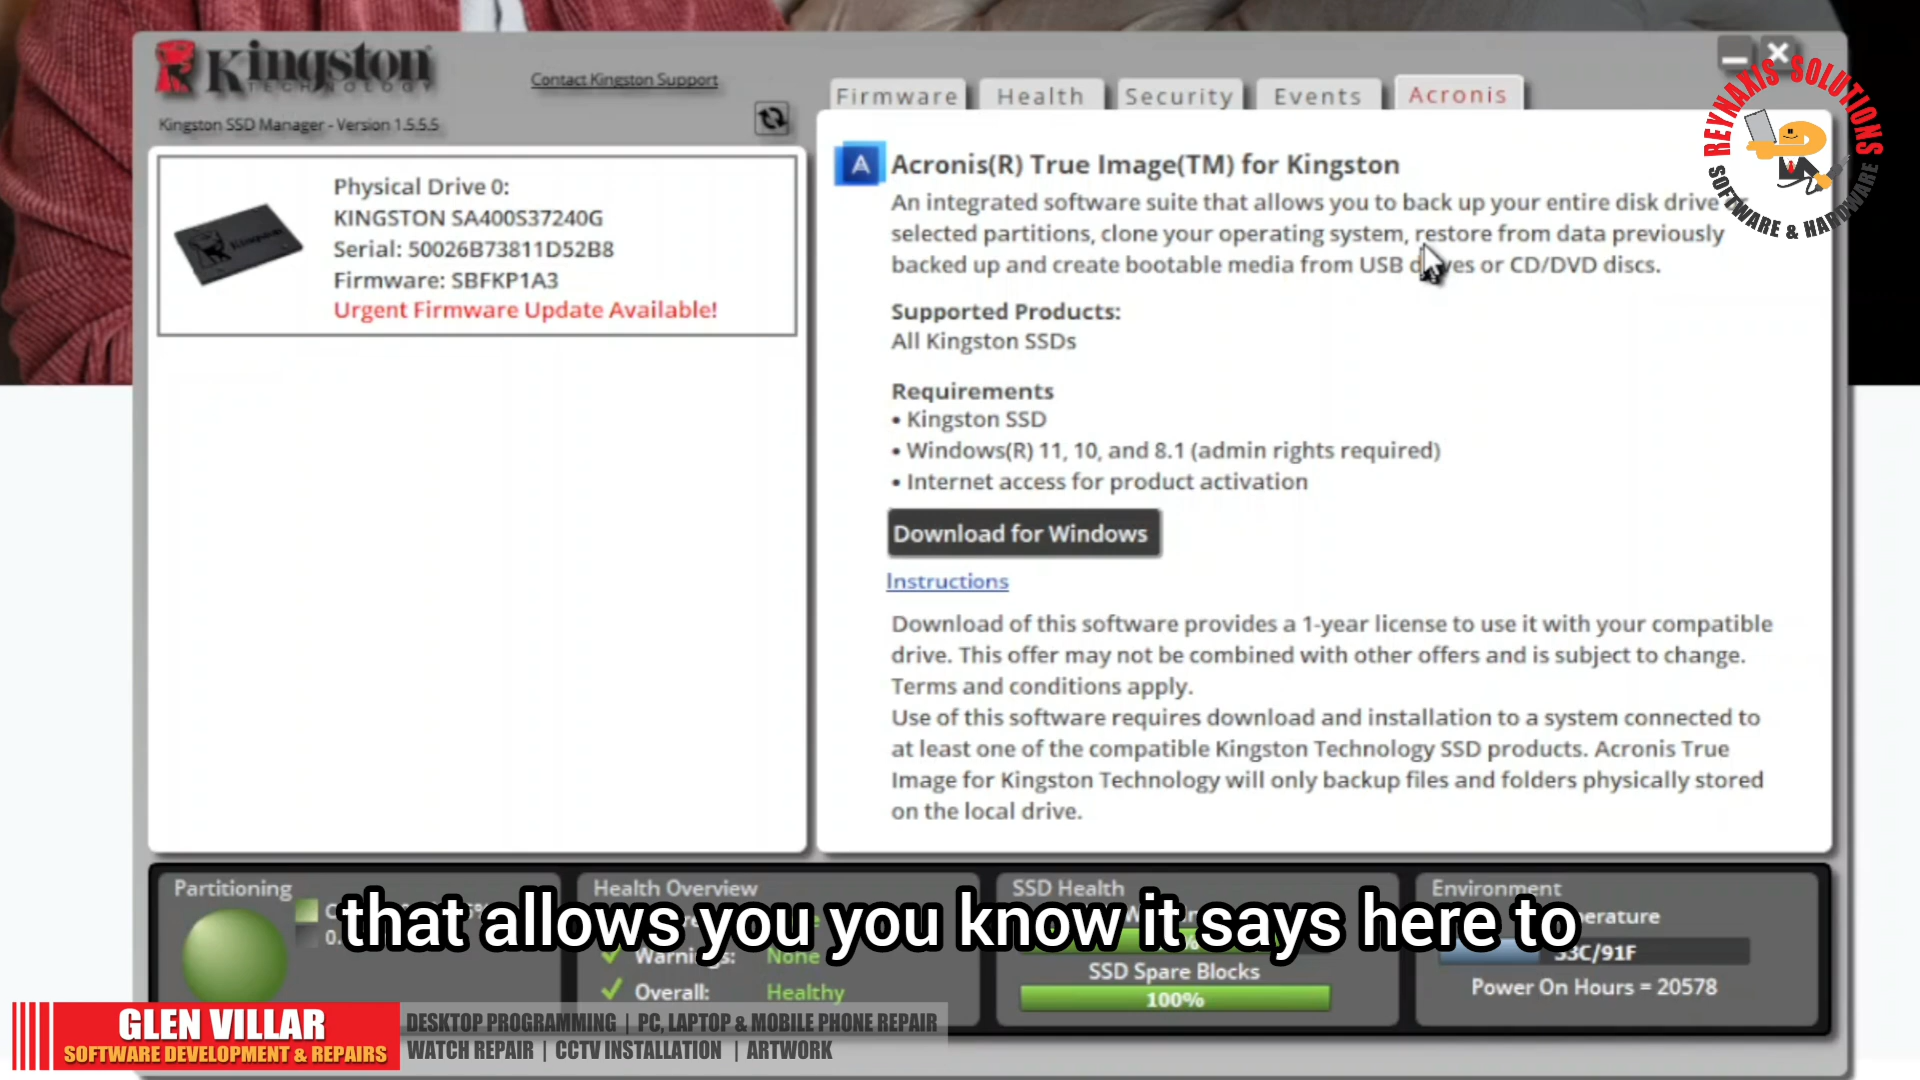 Kingston
TECHNOLOGY
Contact Kingston Support
Kingston SSD Manager - Version 1.5.5.5
Firmware
Health
Security
Events
Acronis
REYNAXIS SOLUTIONS
SOFTWARE & HARDWARE
Physical Drive 0:
KINGSTON SA400S37240G
Serial: 50026B73811D52B8
Firmware: SBFKP1A3
Urgent Firmware Update Available!
A
Acronis(R) True Image(TM) for Kingston
An integrated software suite that allows you to back up your entire disk drive
selected partitions, clone your operating system, restore from data previously
backed up and create bootable media from USB drives or CD/DVD discs.
Supported Products:
All Kingston SSDs
Requirements
• Kingston SSD
• Windows(R) 11, 10, and 8.1 (admin rights required)
• Internet access for product activation
Download for Windows
Instructions
Download of this software provides a 1-year license to use it with your compatible
drive. This offer may not be combined with other offers and is subject to change.
Terms and conditions apply.
Use of this software requires download and installation to a system connected to
at least one of the compatible Kingston Technology SSD products. Acronis True
Image for Kingston Technology will only backup files and folders physically stored
on the local drive.
Partitioning
Health Overview
Warnings: None
Overall: Healthy
SSD Health
SSD Spare Blocks
100%
Environment
33C/91F
Power On Hours = 20578
that allows you you know it says here to
GLEN VILLAR
SOFTWARE DEVELOPMENT & REPAIRS
DESKTOP PROGRAMMING | PC, LAPTOP & MOBILE PHONE REPAIR
WATCH REPAIR | CCTV INSTALLATION | ARTWORK